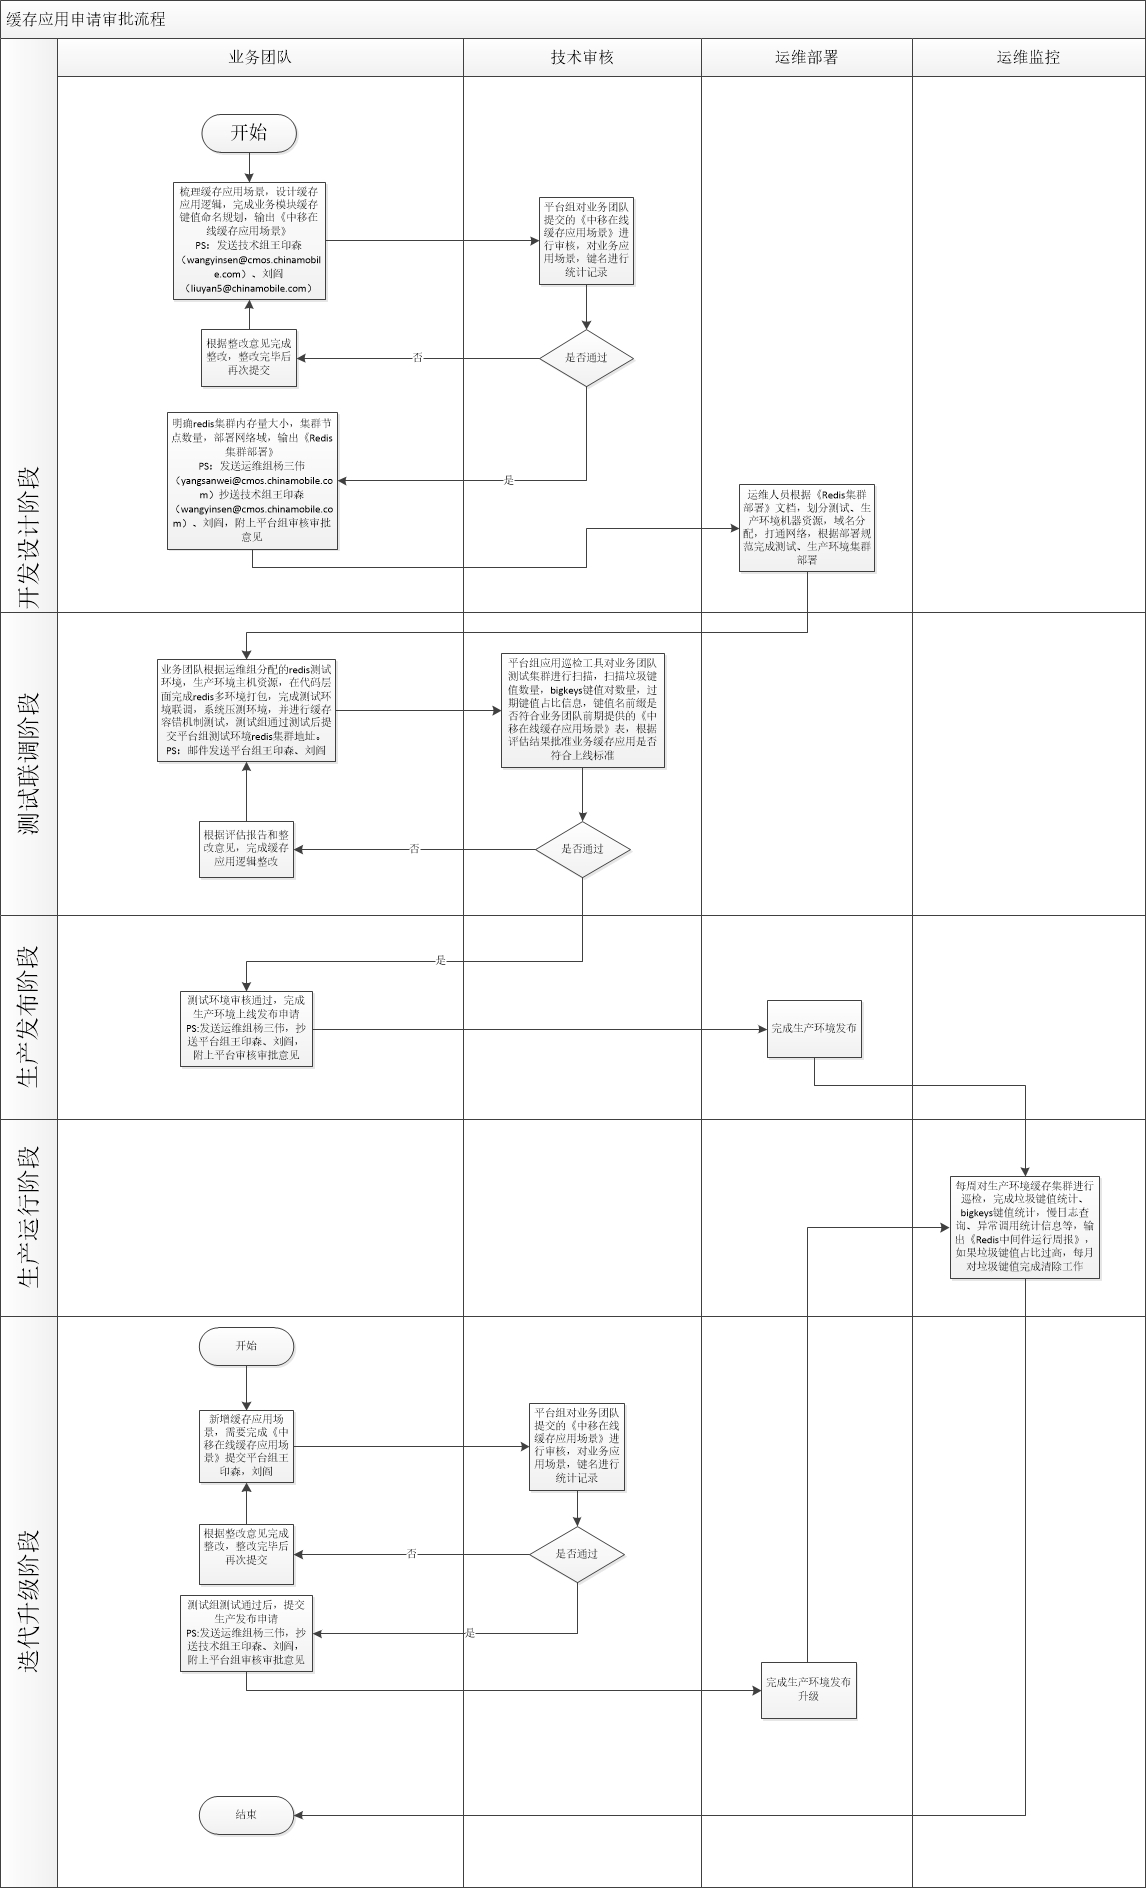 缓存应用申请审批流程
业务团队
技术审核
运维部署
运维监控
开发设计阶段
开始
梳理缓存应用场景，设计缓存
应用逻辑，完成业务模块缓存
键值命名规划，输出《中移在
线缓存应用场景》
PS：发送技术组王印森
（wangyinsen@cmos.chinamobil
e.com）、刘阎
（liuyan5@chinamobile.com）
平台组对业务团队
提交的《中移在线
缓存应用场景》进
行审核，对业务应
用场景，键名进行
统计记录
根据整改意见完成
整改，整改完毕后
再次提交
否
是否通过
明确redis集群内存量大小，集群节
点数量，部署网络域，输出《Redis
集群部署》
PS：发送运维组杨三伟
（yangsanwei@cmos.chinamobile.co
m）抄送技术组王印森
（wangyinsen@cmos.chinamobile.co
m）、刘阎，附上平台组审核审批
意见
是
运维人员根据《Redis集群
部署》文档，划分测试、生
产环境机器资源，域名分
配，打通网络，根据部署规
范完成测试、生产环境集群
部署
测试联调阶段
业务团队根据运维组分配的redis测试
环境，生产环境主机资源，在代码层
面完成redis多环境打包，完成测试环
境联调，系统压测环境，并进行缓存
容错机制测试，测试组通过测试后提
交平台组测试环境redis集群地址。
PS：邮件发送平台组王印森、刘阎
平台组应用巡检工具对业务团队
测试集群进行扫描，扫描垃圾键
值数量，bigkeys键值对数量，过
期键值占比信息，键值名前缀是
否符合业务团队前期提供的《中
移在线缓存应用场景》表，根据
评估结果批准业务缓存应用是否
符合上线标准
根据评估报告和整
改意见，完成缓存
应用逻辑整改
否
是否通过
生产发布阶段
是
测试环境审核通过，完成
生产环境上线发布申请
PS:发送运维组杨三伟，抄
送平台组王印森、刘阎，
附上平台审核审批意见
完成生产环境发布
生产运行阶段
每周对生产环境缓存集群进行
巡检，完成垃圾键值统计、
bigkeys键值统计，慢日志查
询、异常调用统计信息等，输
出《Redis中间件运行周报》，
如果垃圾键值占比过高，每月
对垃圾键值完成清除工作
迭代升级阶段
开始
新增缓存应用场
景，需要完成《中
移在线缓存应用场
景》提交平台组王
印森，刘阎
平台组对业务团队
提交的《中移在线
缓存应用场景》进
行审核，对业务应
用场景，键名进行
统计记录
根据整改意见完成
整改，整改完毕后
再次提交
否
是否通过
测试组测试通过后，提交
生产发布申请
PS:发送运维组杨三伟，抄
送技术组王印森、刘阎，
附上平台组审核审批意见
是
完成生产环境发布
升级
结束